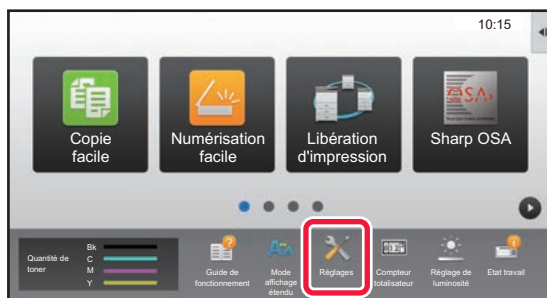 10:15
Copie
facile
Numérisation
facile
Libération
d'impression
OSA
Sharp OSA
Quantité de
toner
Bk
C
M
Y
Guide de
fonctionnement
Mode
affichage
étendu
Réglages
Compteur
totalisateur
Réglage de
luminosité
Etat travail